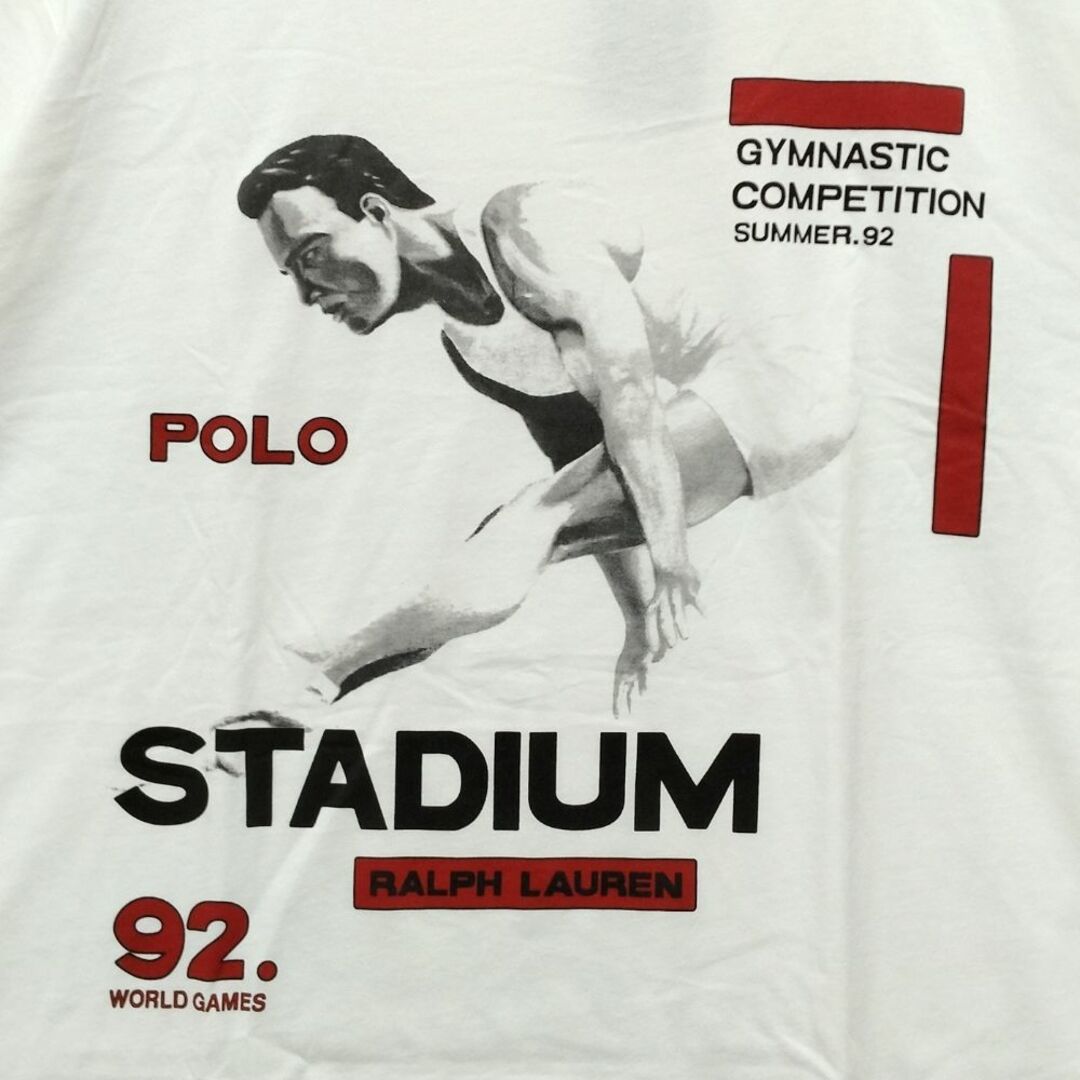 GYMNASTIC
COMPETITION
SUMMER.92
POLO
STADIUM
RALPH LAUREN
92.
WORLD GAMES